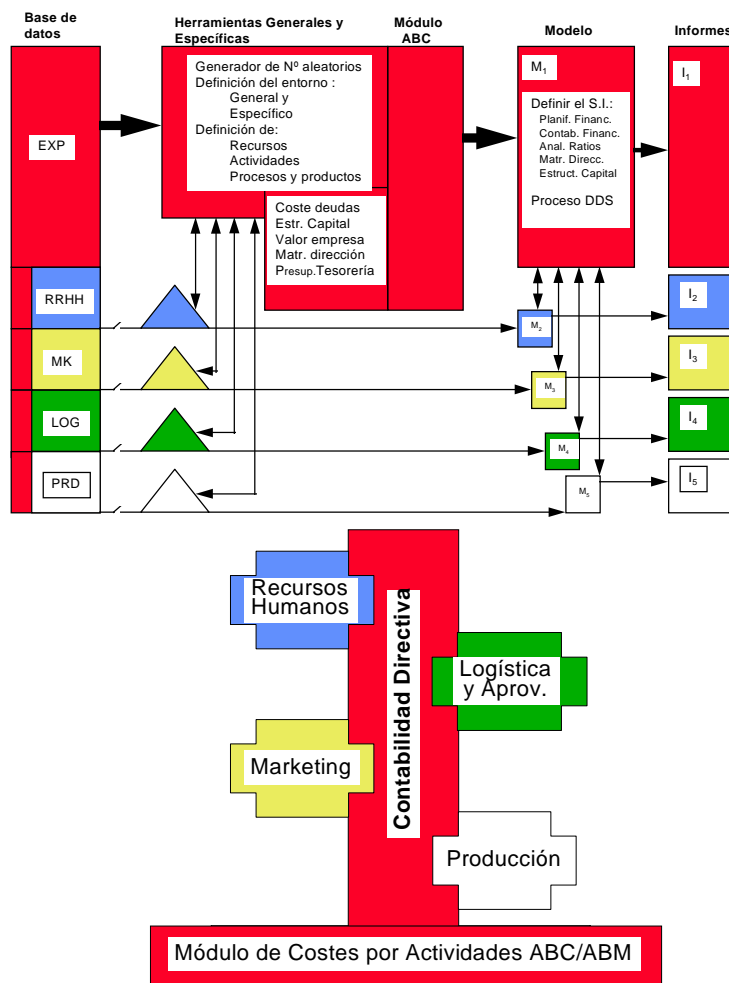 Base de
datos
Herramientas Generales y
Específicas
Módulo
ABC
Modelo
Informes
EXP
Generador de Nº aleatorios
Definición del entorno :
General y
Específico
Definición de:
Recursos
Actividades
Procesos y productos
Coste deudas
Estr. Capital
Valor empresa
Matr. dirección
Presup.Tesorería
M1
Definir el S.I.:
Planif. Financ.
Contab. Financ.
Anal. Ratios
Matr. Direcc.
Estruct. Capital
Proceso DDS
I1
RRHH
M2
I2
MK
M3
I3
LOG
M4
I4
PRD
M5
I5
Recursos
Humanos
Contabilidad Directiva
Logística
y Aprov.
Marketing
Producción
Módulo de Costes por Actividades ABC/ABM